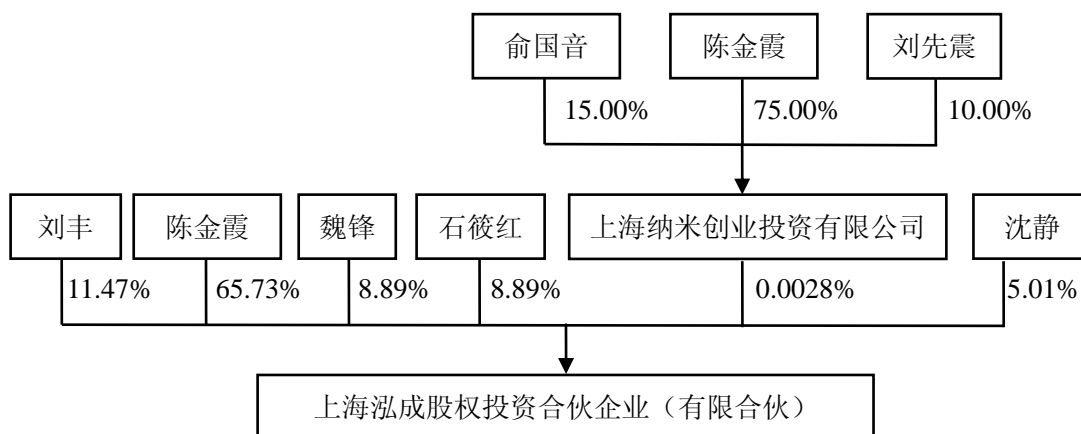 俞国音 陈金霞 刘先震
15.00% 75.00% 10.00%
刘丰 陈金霞 魏锋 石筱红 上海纳米创业投资有限公司 沈静
11.47% 65.73% 8.89% 8.89% 0.0028% 5.01%
上海泓成股权投资合伙企业（有限合伙）